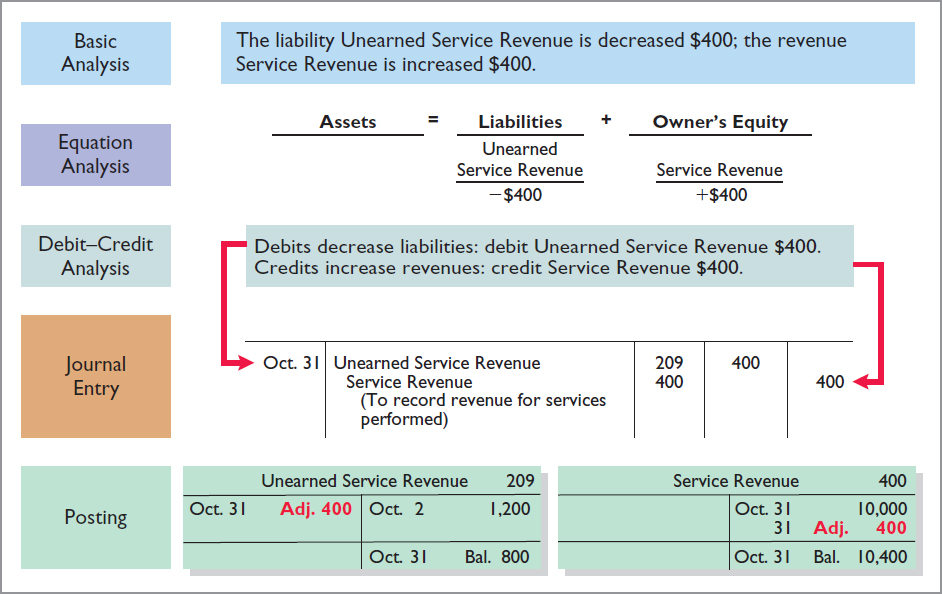 Basic
Analysis
The liability Unearned Service Revenue is decreased $400; the revenue
Service Revenue is increased $400.
Equation
Analysis
Assets = Liabilities + Owner's Equity
Unearned
Service Revenue Service Revenue
−$400 +$400
Debit–Credit
Analysis
Debits decrease liabilities: debit Unearned Service Revenue $400.
Credits increase revenues: credit Service Revenue $400.
Journal
Entry
Oct. 31 Unearned Service Revenue 209 400
Service Revenue 400 400
(To record revenue for services
performed)
Posting
Unearned Service Revenue 209
Oct. 31 Adj. 400 Oct. 2 1,200
Oct. 31 Bal. 800
Service Revenue 400
Oct. 31 10,000
31 Adj. 400
Oct. 31 Bal. 10,400